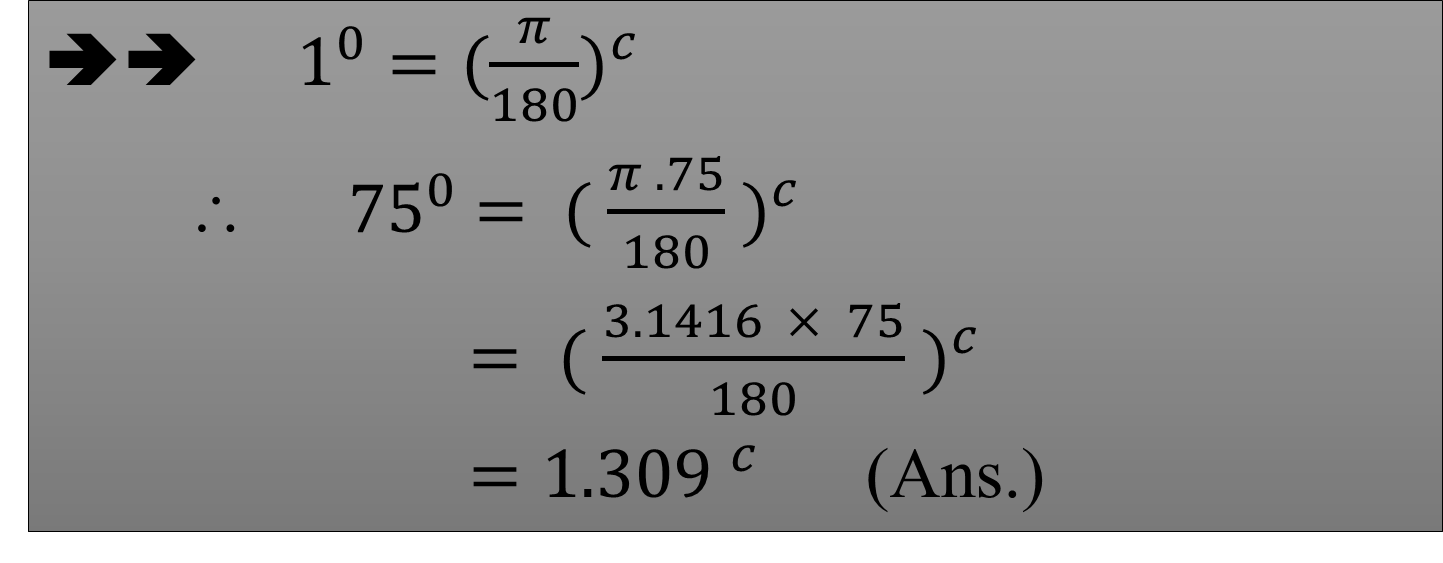 ➔➔ 1⁰ = (π/180)ᶜ
∴ 75⁰ = (π .75/180)ᶜ
= (3.1416 × 75/180)ᶜ
= 1.309 ᶜ (Ans.)